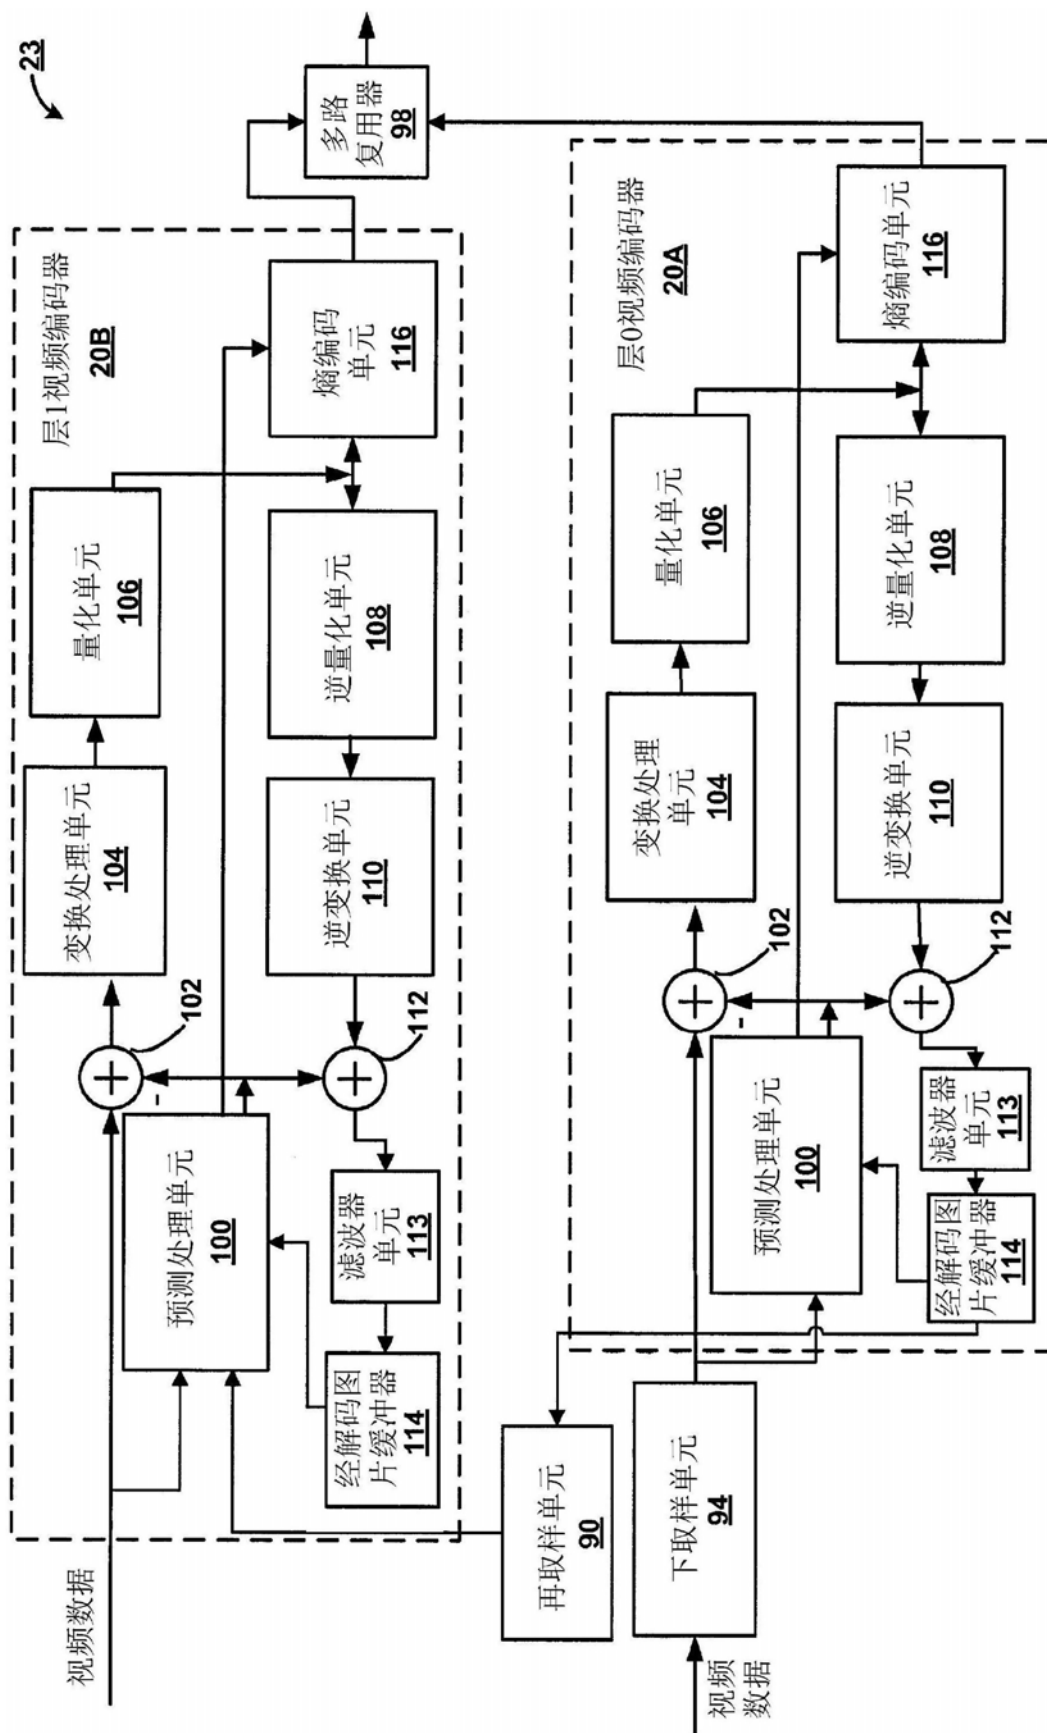 23
多路
复用器
98
层1视频编码器
20B
视频数据
102
变换处理单元
104
量化单元
106
预测处理单元
100
熵编码
单元
116
逆量化单元
108
逆变换单元
110
112
-
滤波器
单元
113
经解码图
片缓冲器
114
再取样单元
90
视频
数据
下取样单元
94
层0视频编码器
20A
102
变换处理
单元
104
量化单元
106
预测处理单元
100
-
熵编码单元
116
逆量化单元
108
逆变换单元
110
112
滤波器
单元
113
经解码图
片缓冲器
114